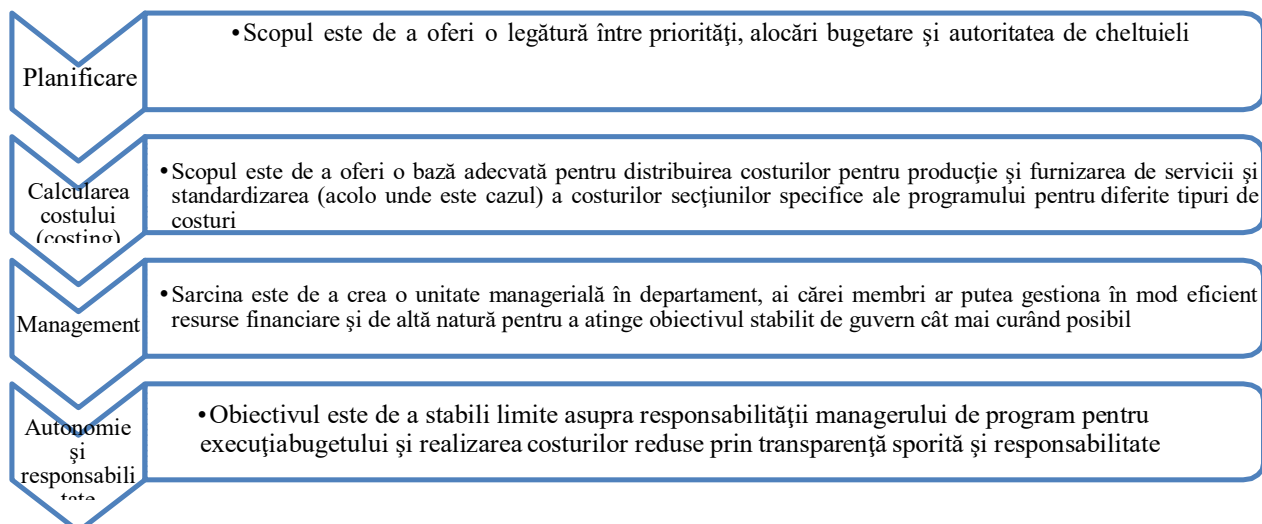 Planificare
•Scopul este de a oferi o legătură între priorităţi, alocări bugetare şi autoritatea de cheltuieli
Calcularea
costului
(costing)
•Scopul este de a oferi o bază adecvată pentru distribuirea costurilor pentru producţie şi furnizarea de servicii şi
standardizarea (acolo unde este cazul) a costurilor secţiunilor specifice ale programului pentru diferite tipuri de
costuri
Management
•Sarcina este de a crea o unitate managerială în departament, ai cărei membri ar putea gestiona în mod eficient
resurse financiare şi de altă natură pentru a atinge obiectivul stabilit de guvern cât mai curând posibil
Autonomie
şi
responsabili
tate
•Obiectivul este de a stabili limite asupra responsabilităţii managerului de program pentru
execuţiabugetului şi realizarea costurilor reduse prin transparenţă sporită şi responsabilitate